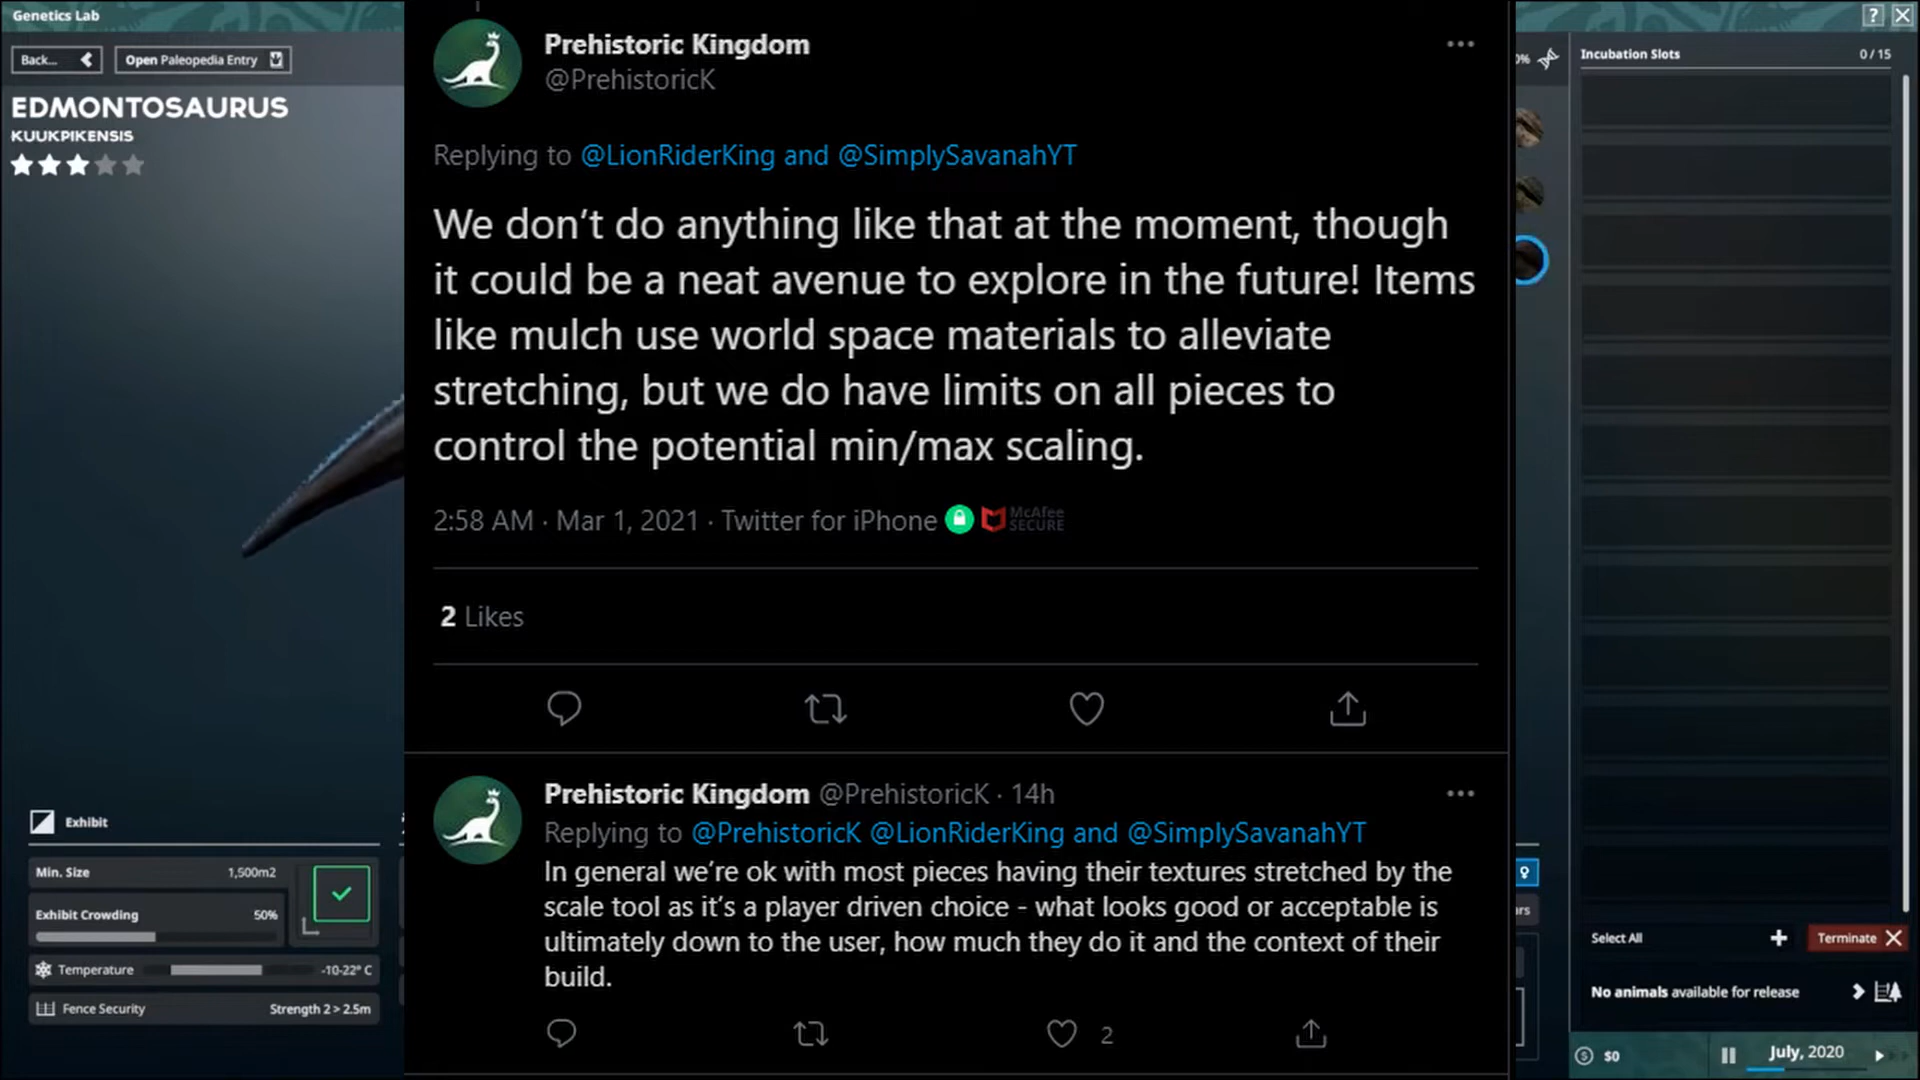 Genetics Lab
Back...
Open Paleopedia Entry
EDMONTOSAURUS
KUUKPIKENSIS
Prehistoric Kingdom
@PrehistoricK
Replying to @LionRiderKing and @SimplySavanahYT
We don't do anything like that at the moment, though
it could be a neat avenue to explore in the future! Items
like mulch use world space materials to alleviate
stretching, but we do have limits on all pieces to
control the potential min/max scaling.
2:58 AM · Mar 1, 2021 · Twitter for iPhone
McAfee
SECURE
2 Likes
Prehistoric Kingdom @PrehistoricK · 14h
Replying to @PrehistoricK @LionRiderKing and @SimplySavanahYT
In general we're ok with most pieces having their textures stretched by the
scale tool as it's a player driven choice - what looks good or acceptable is
ultimately down to the user, how much they do it and the context of their
build.
2
Exhibit
Min. Size 1,500m2
Exhibit Crowding 50%
Temperature -10-22° C
Fence Security Strength 2 > 2.5m
Incubation Slots 0 / 15
Select All
Terminate
No animals available for release
$0
July, 2020